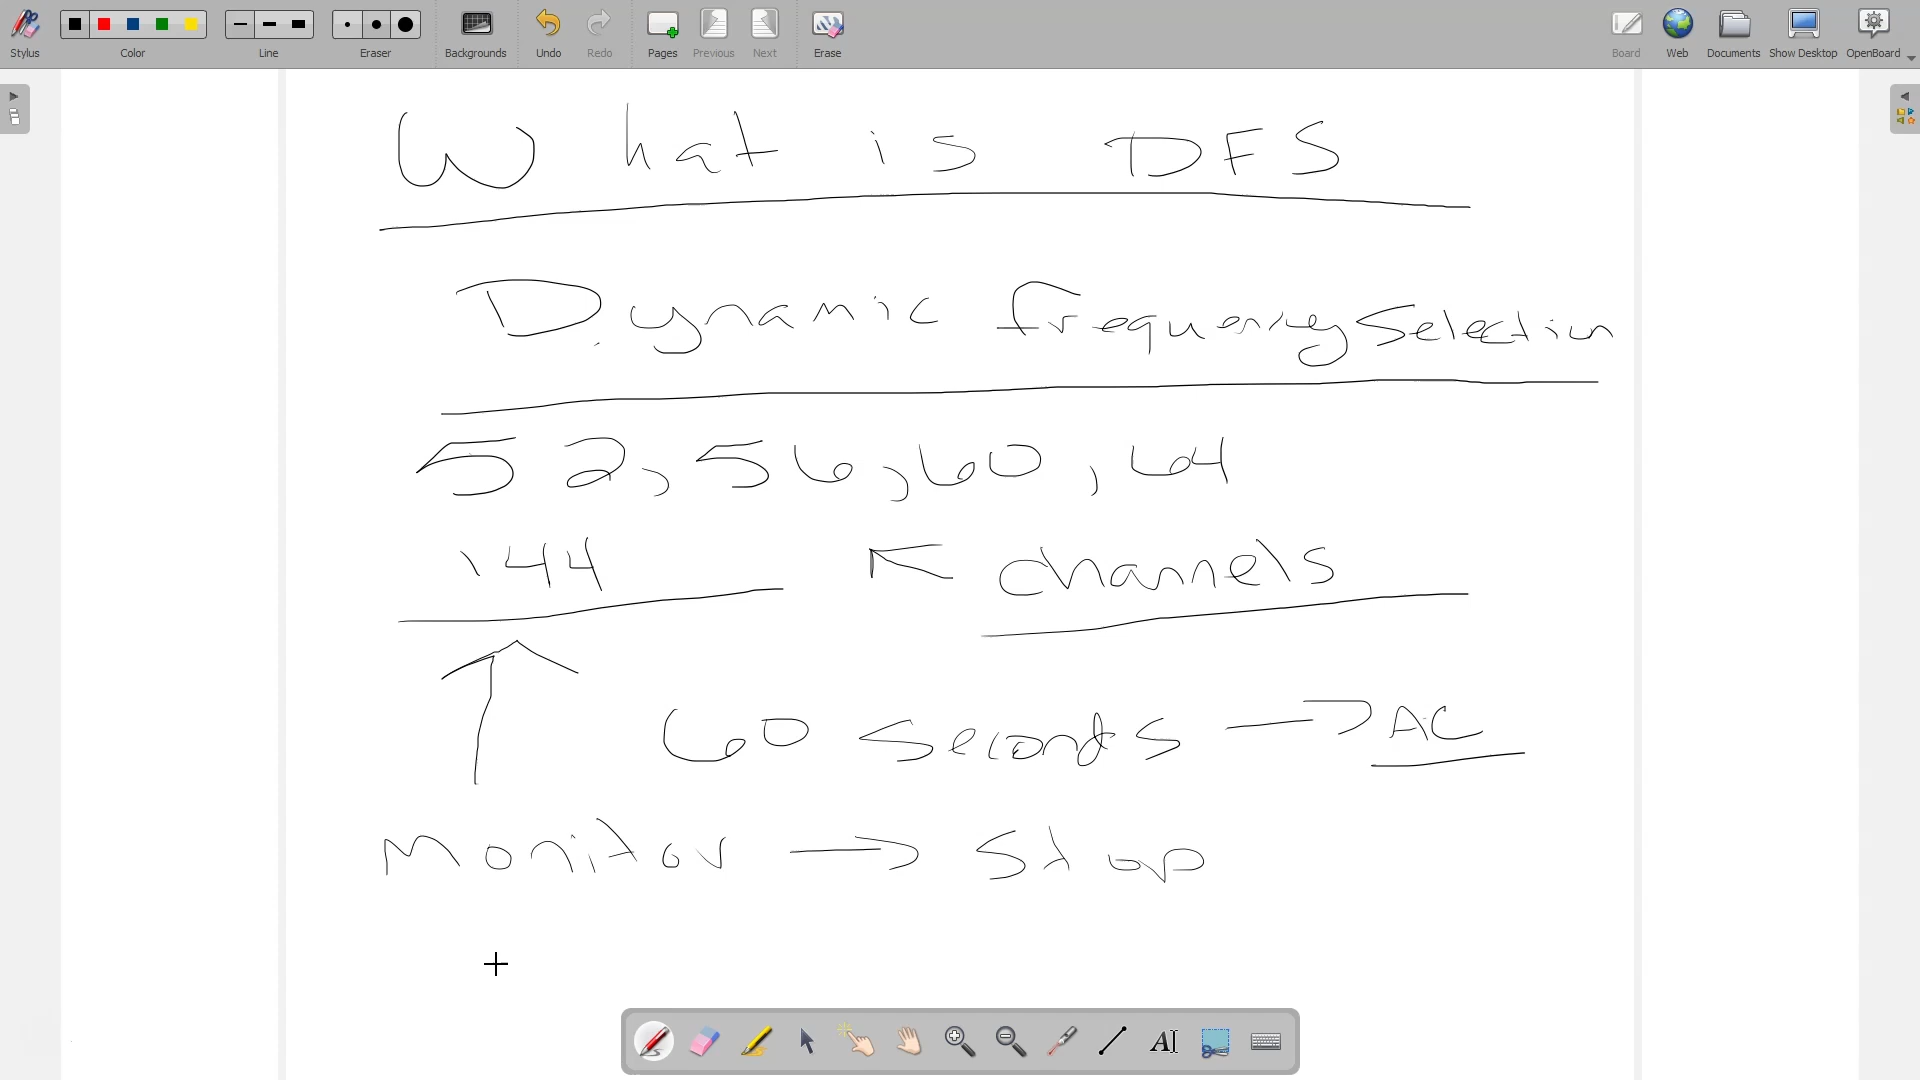 Stylus Color Line Eraser Backgrounds Undo Redo Pages Previous Next Erase Board Web Documents Show Desktop OpenBoard
What is DFS
Dynamic frequency Selection
52, 56, 60, 64
144 ← channels
60 seconds → AC
Monitor → Stop
AI